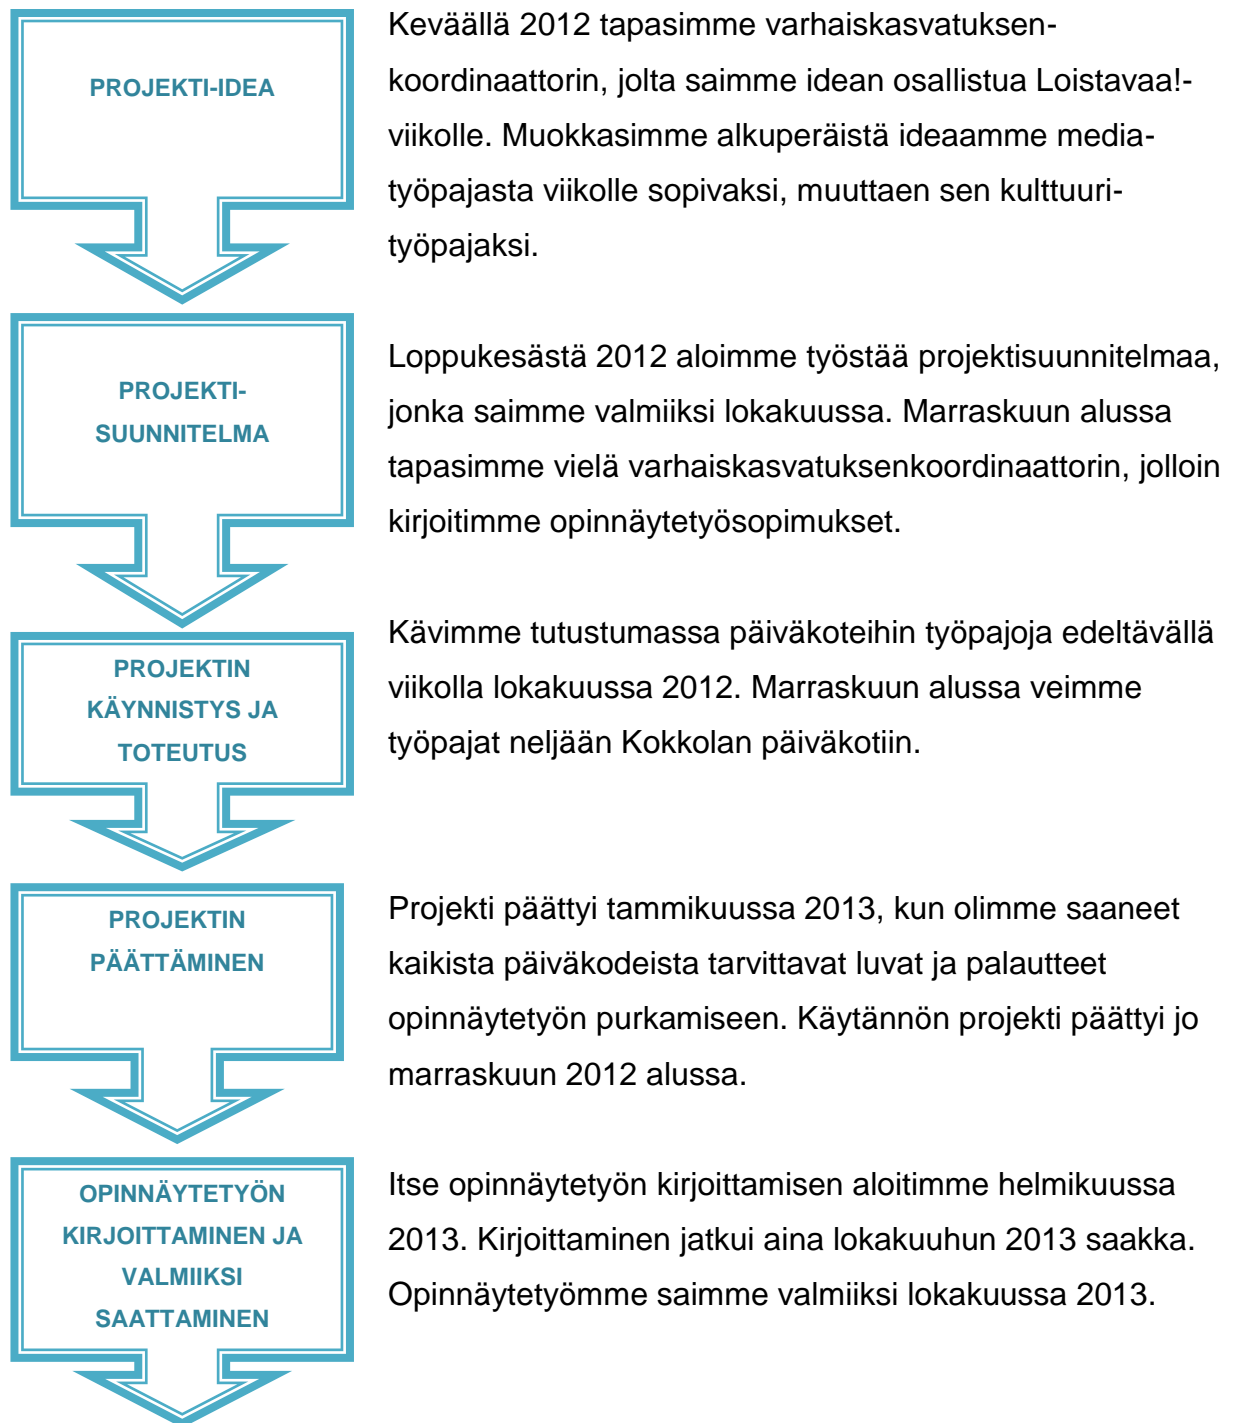 PROJEKTI-IDEA
Keväällä 2012 tapasimme varhaiskasvatuksen-
koordinaattorin, jolta saimme idean osallistua Loistavaa!-
viikolle. Muokkasimme alkuperäistä ideaamme media-
työpajasta viikolle sopivaksi, muuttaen sen kulttuuri-
työpajaksi.
PROJEKTI-
SUUNNITELMA
Loppukesästä 2012 aloimme työstää projektisuunnitelmaa,
jonka saimme valmiiksi lokakuussa. Marraskuun alussa
tapasimme vielä varhaiskasvatuksenkoordinaattorin, jolloin
kirjoitimme opinnäytetyösopimukset.
PROJEKTIN
KÄYNNISTYS JA
TOTEUTUS
Kävimme tutustumassa päiväkoteihin työpajoja edeltävällä
viikolla lokakuussa 2012. Marraskuun alussa veimme
työpajat neljään Kokkolan päiväkotiin.
PROJEKTIN
PÄÄTTÄMINEN
Projekti päättyi tammikuussa 2013, kun olimme saaneet
kaikista päiväkodeista tarvittavat luvat ja palautteet
opinnäytetyön purkamiseen. Käytännön projekti päättyi jo
marraskuun 2012 alussa.
OPINNÄYTETYÖN
KIRJOITTAMINEN JA
VALMIIKSI
SAATTAMINEN
Itse opinnäytetyön kirjoittamisen aloitimme helmikuussa
2013. Kirjoittaminen jatkui aina lokakuuhun 2013 saakka.
Opinnäytetyömme saimme valmiiksi lokakuussa 2013.